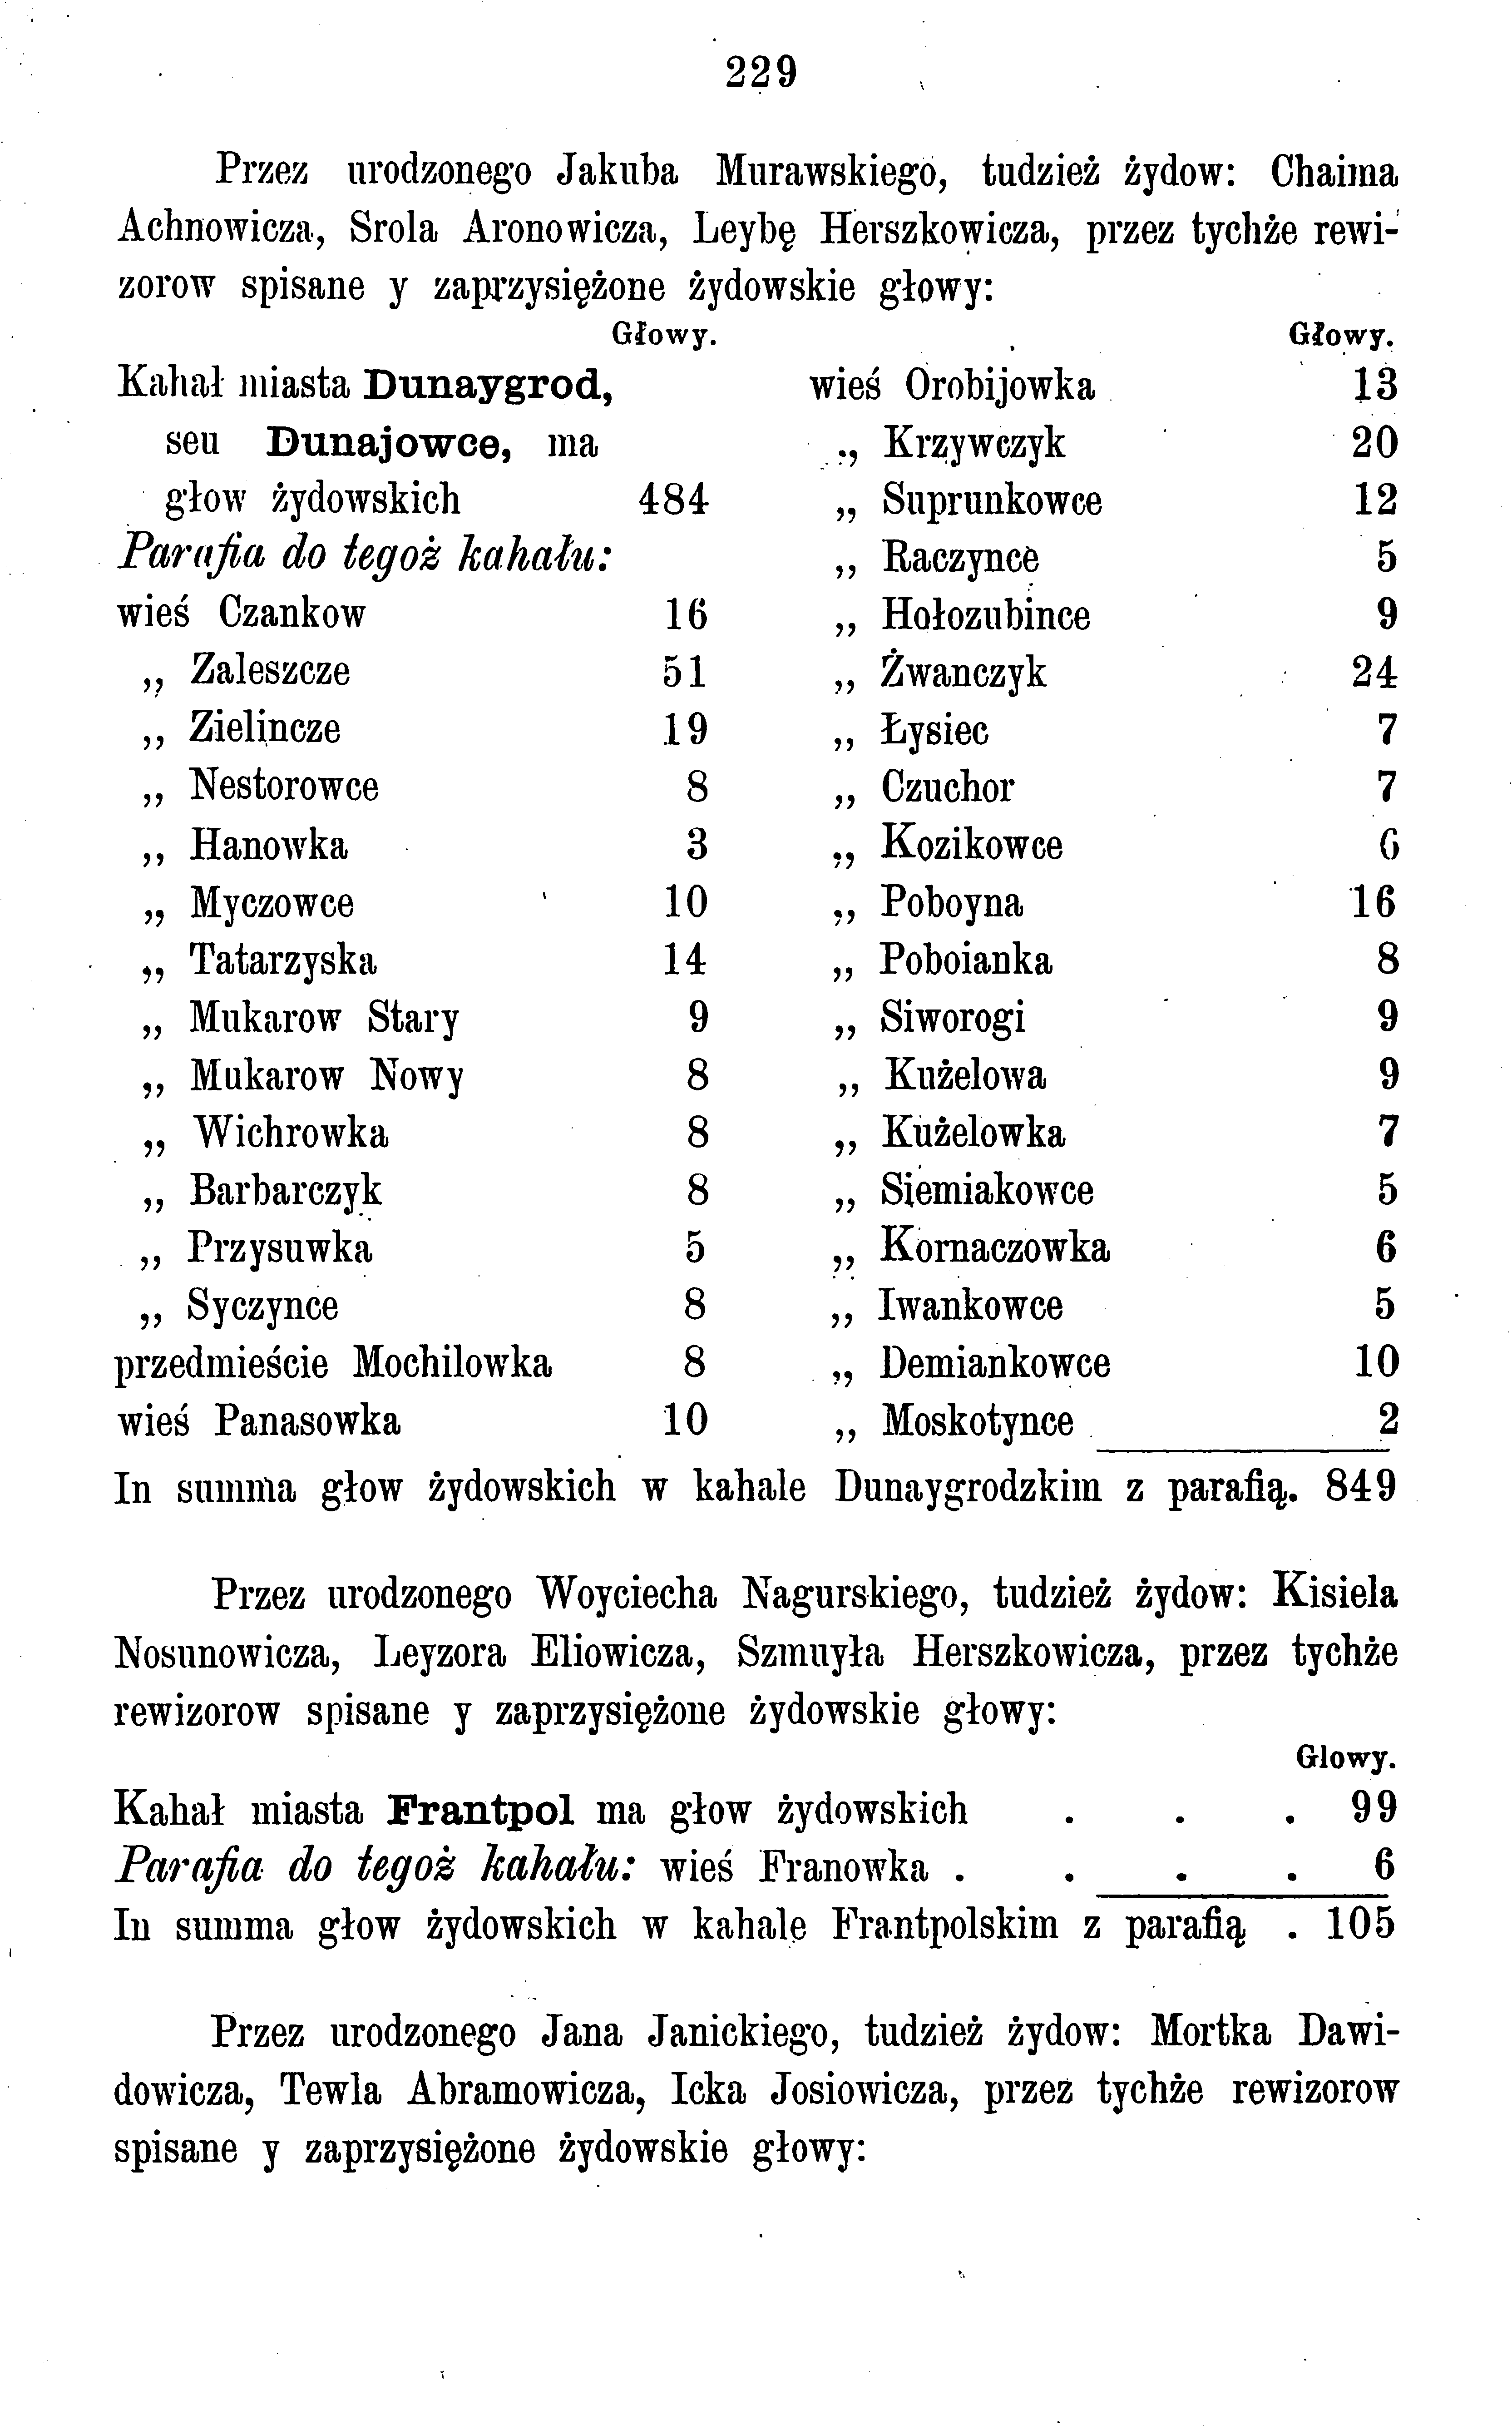 229
Przez urodzonego Jakuba Murawskiego, tudzież żydow: Chaima
Achnowicza, Srola Aronowicza, Leybę Herszkowicza, przez tychże rewi-
zorow spisane y zaprzysiężone żydowskie głowy:
Głowy.
Kahał miasta Dunaygrod,
seu Dunajowce, ma
głow żydowskich 484
Parafia do tegoż kahału:
wieś Czankow 16
„ Zaleszcze 51
„ Zielincze 19
„ Nestorowce 8
„ Hanowka 3
„ Myczowce 10
„ Tatarzyska 14
„ Mukarow Stary 9
„ Mukarow Nowy 8
„ Wichrowka 8
„ Barbarczyk 8
„ Przysuwka 5
„ Syczynce 8
przedmieście Mochilowka 8
wieś Panasowka 10
Głowy.
wieś Orobijowka 13
„ Krzywczyk 20
„ Suprunkowce 12
„ Raczynce 5
„ Hołozubince 9
„ Żwanczyk 24
„ Łysiec 7
„ Czuchor 7
„ Kozikowce 6
„ Poboyna 16
„ Poboianka 8
„ Siworogi 9
„ Kużelowa 9
„ Kużelowka 7
„ Siemiakowce 5
„ Kornaczowka 6
„ Iwankowce 5
„ Demiankowce 10
„ Moskotynce 2
In summa głow żydowskich w kahale Dunaygrodzkim z parafią. 849
Przez urodzonego Woyciecha Nagurskiego, tudzież żydow: Kisiela
Nosunowicza, Leyzora Eliowicza, Szmuyła Herszkowicza, przez tychże
rewizorow spisane y zaprzysiężone żydowskie głowy:
Glowy.
Kahał miasta Frantpol ma głow żydowskich . . . 99
Parafia do tegoż kahału: wieś Franowka . . . . 6
In summa głow żydowskich w kahale Frantpolskim z parafią . 105
Przez urodzonego Jana Janickiego, tudzież żydow: Mortka Dawi-
dowicza, Tewla Abramowicza, Icka Josiowicza, przez tychże rewizorow
spisane y zaprzysiężone żydowskie głowy: